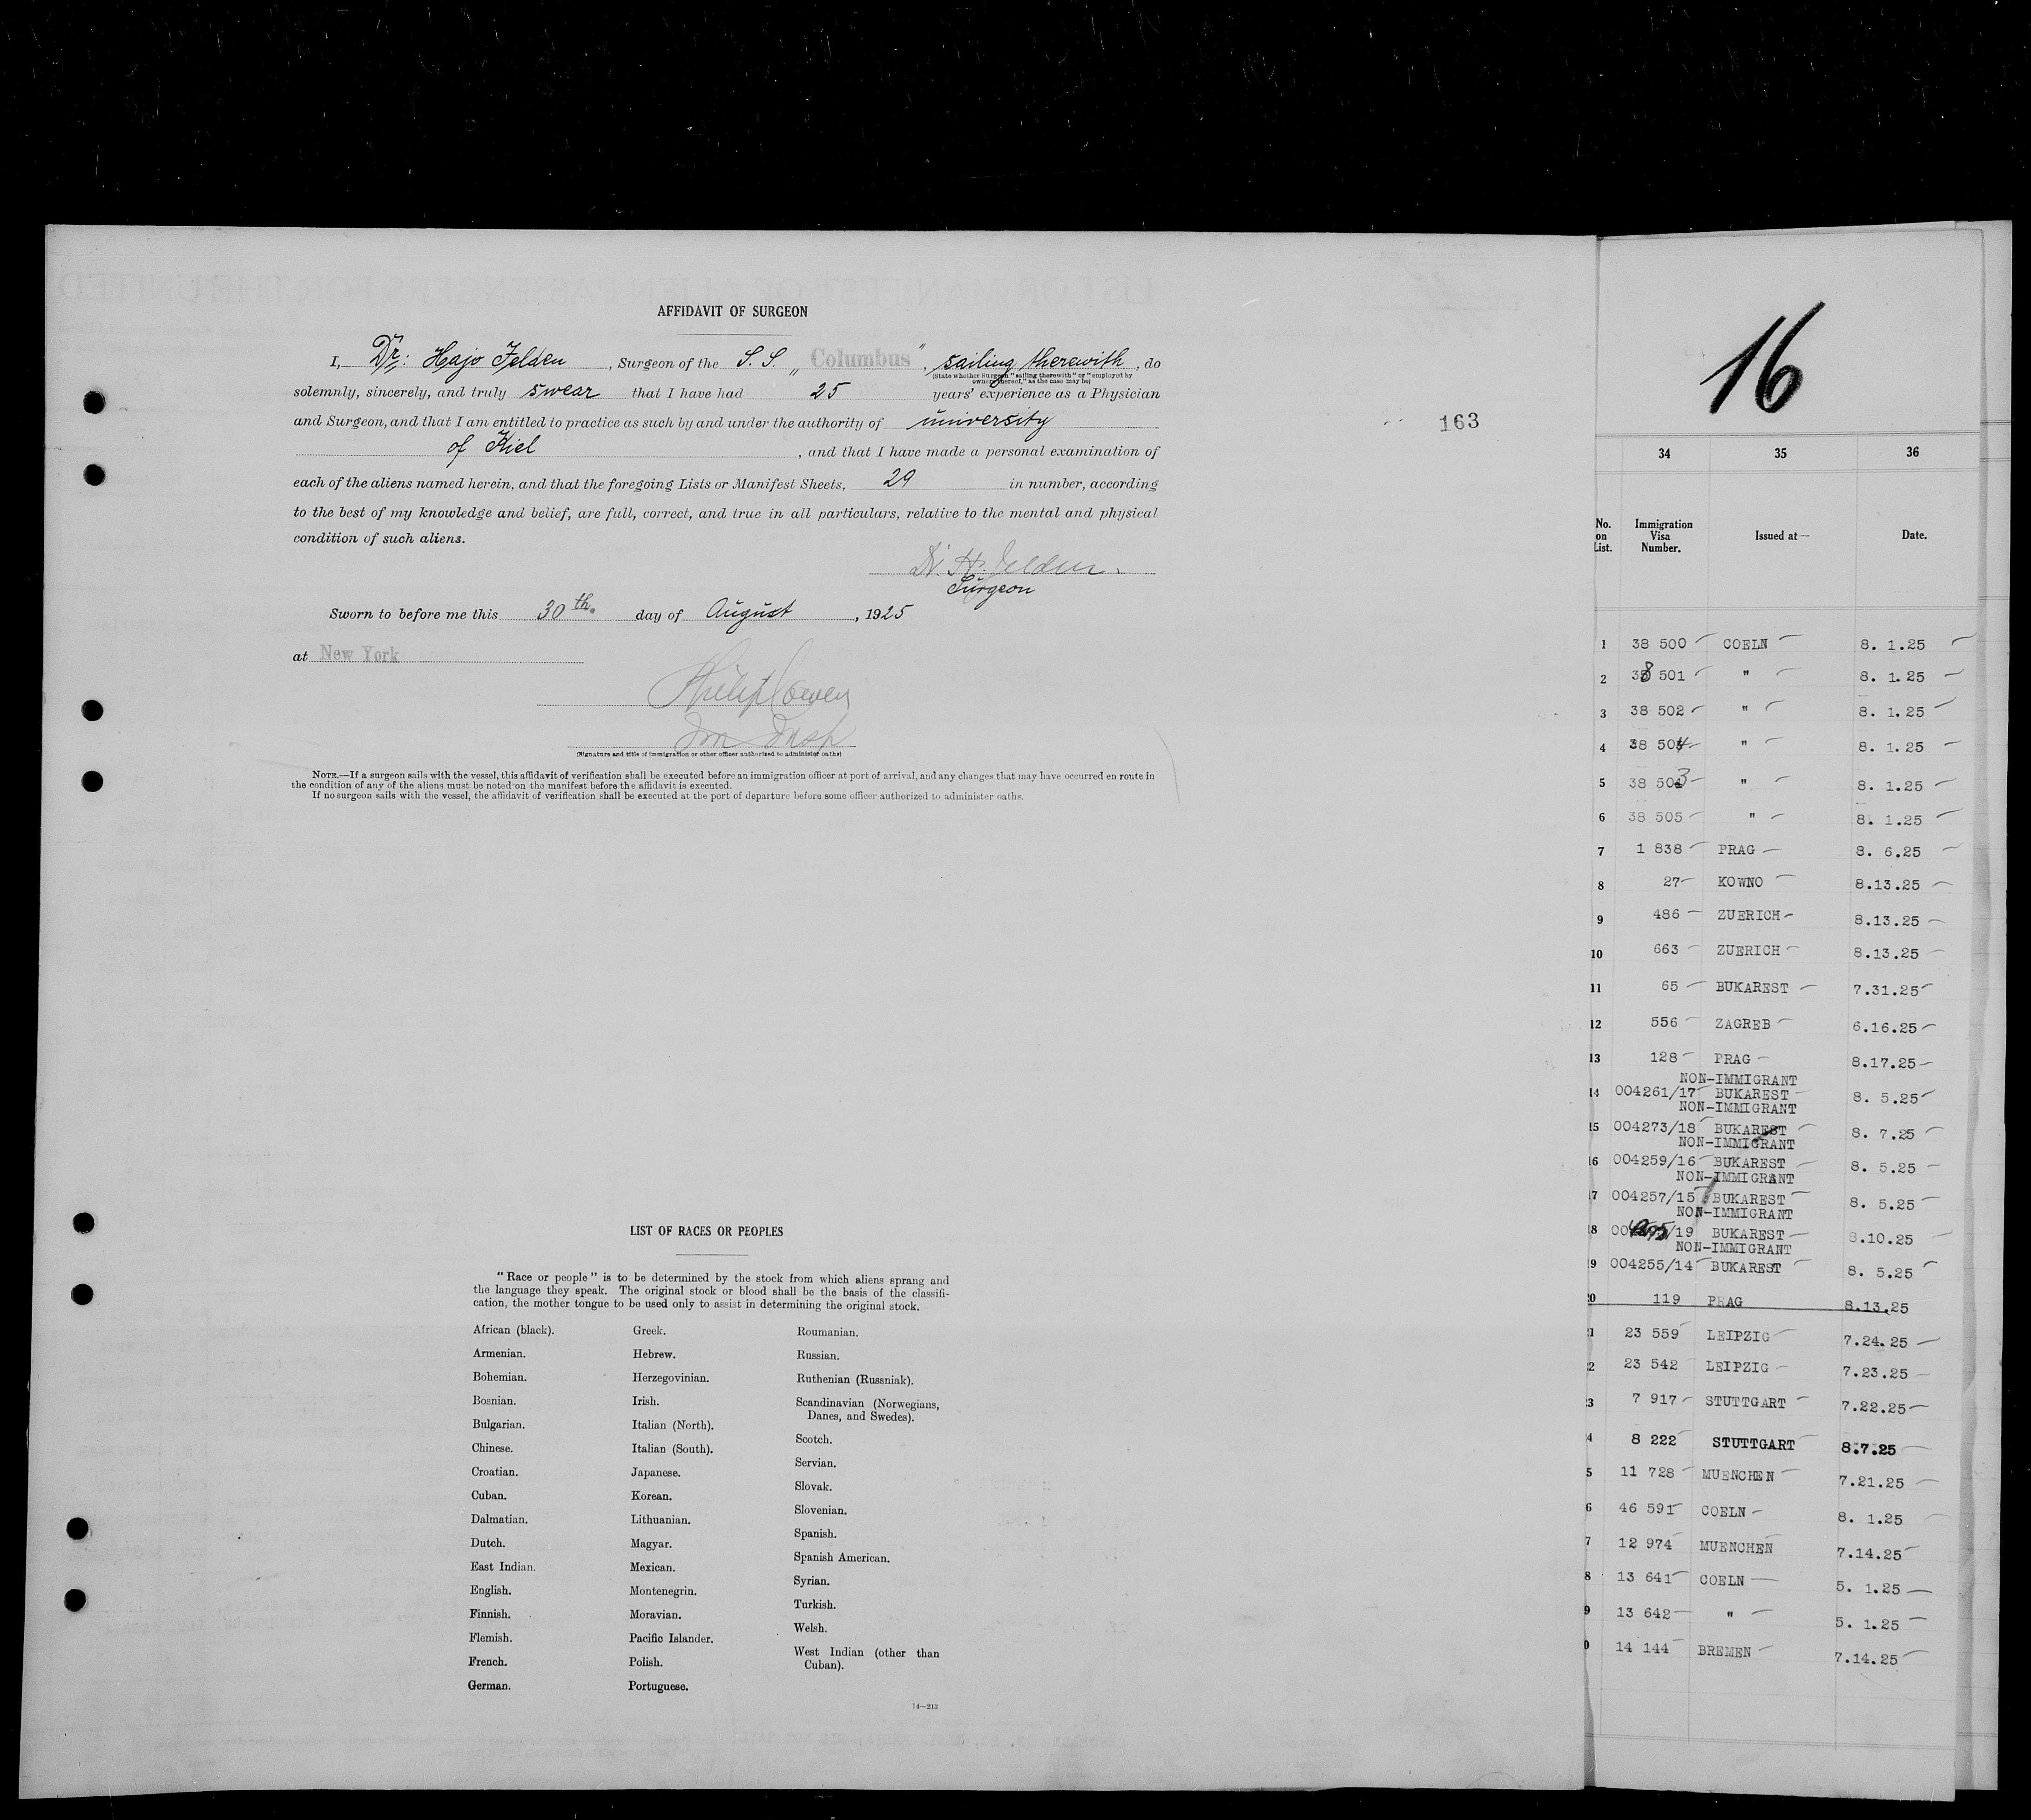 AFFIDAVIT OF SURGEON
I, Dr: Hajo Felden, Surgeon of the S.S. „Columbus", sailing therewith, do
(State whether Surgeon "sailing therewith" or "employed by
owners thereof," as the case may be)
solemnly, sincerely, and truly swear that I have had 25 years' experience as a Physician
and Surgeon, and that I am entitled to practice as such by and under the authority of university
of Kiel, and that I have made a personal examination of
each of the aliens named herein, and that the foregoing Lists or Manifest Sheets, 29 in number, according
to the best of my knowledge and belief, are full, correct, and true in all particulars, relative to the mental and physical
condition of such aliens.
Dr. H. Felden.
Surgeon
Sworn to before me this 30th. day of August, 1925
at New York
Philip Cowen
Imm Insp
(Signature and title of immigration or other officer authorized to administer oaths)
NOTE.—If a surgeon sails with the vessel, this affidavit of verification shall be executed before an immigration officer at port of arrival, and any changes that may have occurred en route in
the condition of any of the aliens must be noted on the manifest before the affidavit is executed.
If no surgeon sails with the vessel, the affidavit of verification shall be executed at the port of departure before some officer authorized to administer oaths.
163
LIST OF RACES OR PEOPLES
"Race or people" is to be determined by the stock from which aliens sprang and
the language they speak. The original stock or blood shall be the basis of the classifi-
cation, the mother tongue to be used only to assist in determining the original stock.
African (black).
Armenian.
Bohemian.
Bosnian.
Bulgarian.
Chinese.
Croatian.
Cuban.
Dalmatian.
Dutch.
East Indian.
English.
Finnish.
Flemish.
French.
German.
Greek.
Hebrew.
Herzegovinian.
Irish.
Italian (North).
Italian (South).
Japanese.
Korean.
Lithuanian.
Magyar.
Mexican.
Montenegrin.
Moravian.
Pacific Islander.
Polish.
Portuguese.
Roumanian.
Russian.
Ruthenian (Russniak).
Scandinavian (Norwegians,
Danes, and Swedes).
Scotch.
Servian.
Slovak.
Slovenian.
Spanish.
Spanish American.
Syrian.
Turkish.
Welsh.
West Indian (other than
Cuban).
14—213
16
34 35 36
No. on List. Immigration Visa Number. Issued at— Date.
1 38 500 COELN 8. 1.25
2 38 501 " 8. 1.25
3 38 502 " 8. 1.25
4 38 504 " 8. 1.25
5 38 503 " 8. 1.25
6 38 505 " 8. 1.25
7 1 838 PRAG 8. 6.25
8 27 KOWNO 8.13.25
9 486 ZUERICH 8.13.25
10 663 ZUERICH 8.13.25
11 65 BUKAREST 7.31.25
12 556 ZAGREB 6.16.25
13 128 PRAG 8.17.25
NON-IMMIGRANT
14 004261/17 BUKAREST 8. 5.25
NON-IMMIGRANT
15 004273/18 BUKAREST 8. 7.25
NON-IMMIGRANT
16 004259/16 BUKAREST 8. 5.25
NON-IMMIGRANT
17 004257/15 BUKAREST 8. 5.25
NON-IMMIGRANT
18 /19 BUKAREST 8.10.25
NON-IMMIGRANT
19 004255/14 BUKAREST 8. 5.25
20 119 PRAG 8.13.25
21 23 559 LEIPZIG 7.24.25
22 23 542 LEIPZIG 7.23.25
23 7 917 STUTTGART 7.22.25
24 8 222 STUTTGART 8.7.25
25 11 728 MUENCHEN 7.21.25
26 46 591 COELN 8. 1.25
27 12 974 MUENCHEN 7.14.25
28 13 641 COELN 5. 1.25
29 13 642 " 5. 1.25
30 14 144 BREMEN 7.14.25